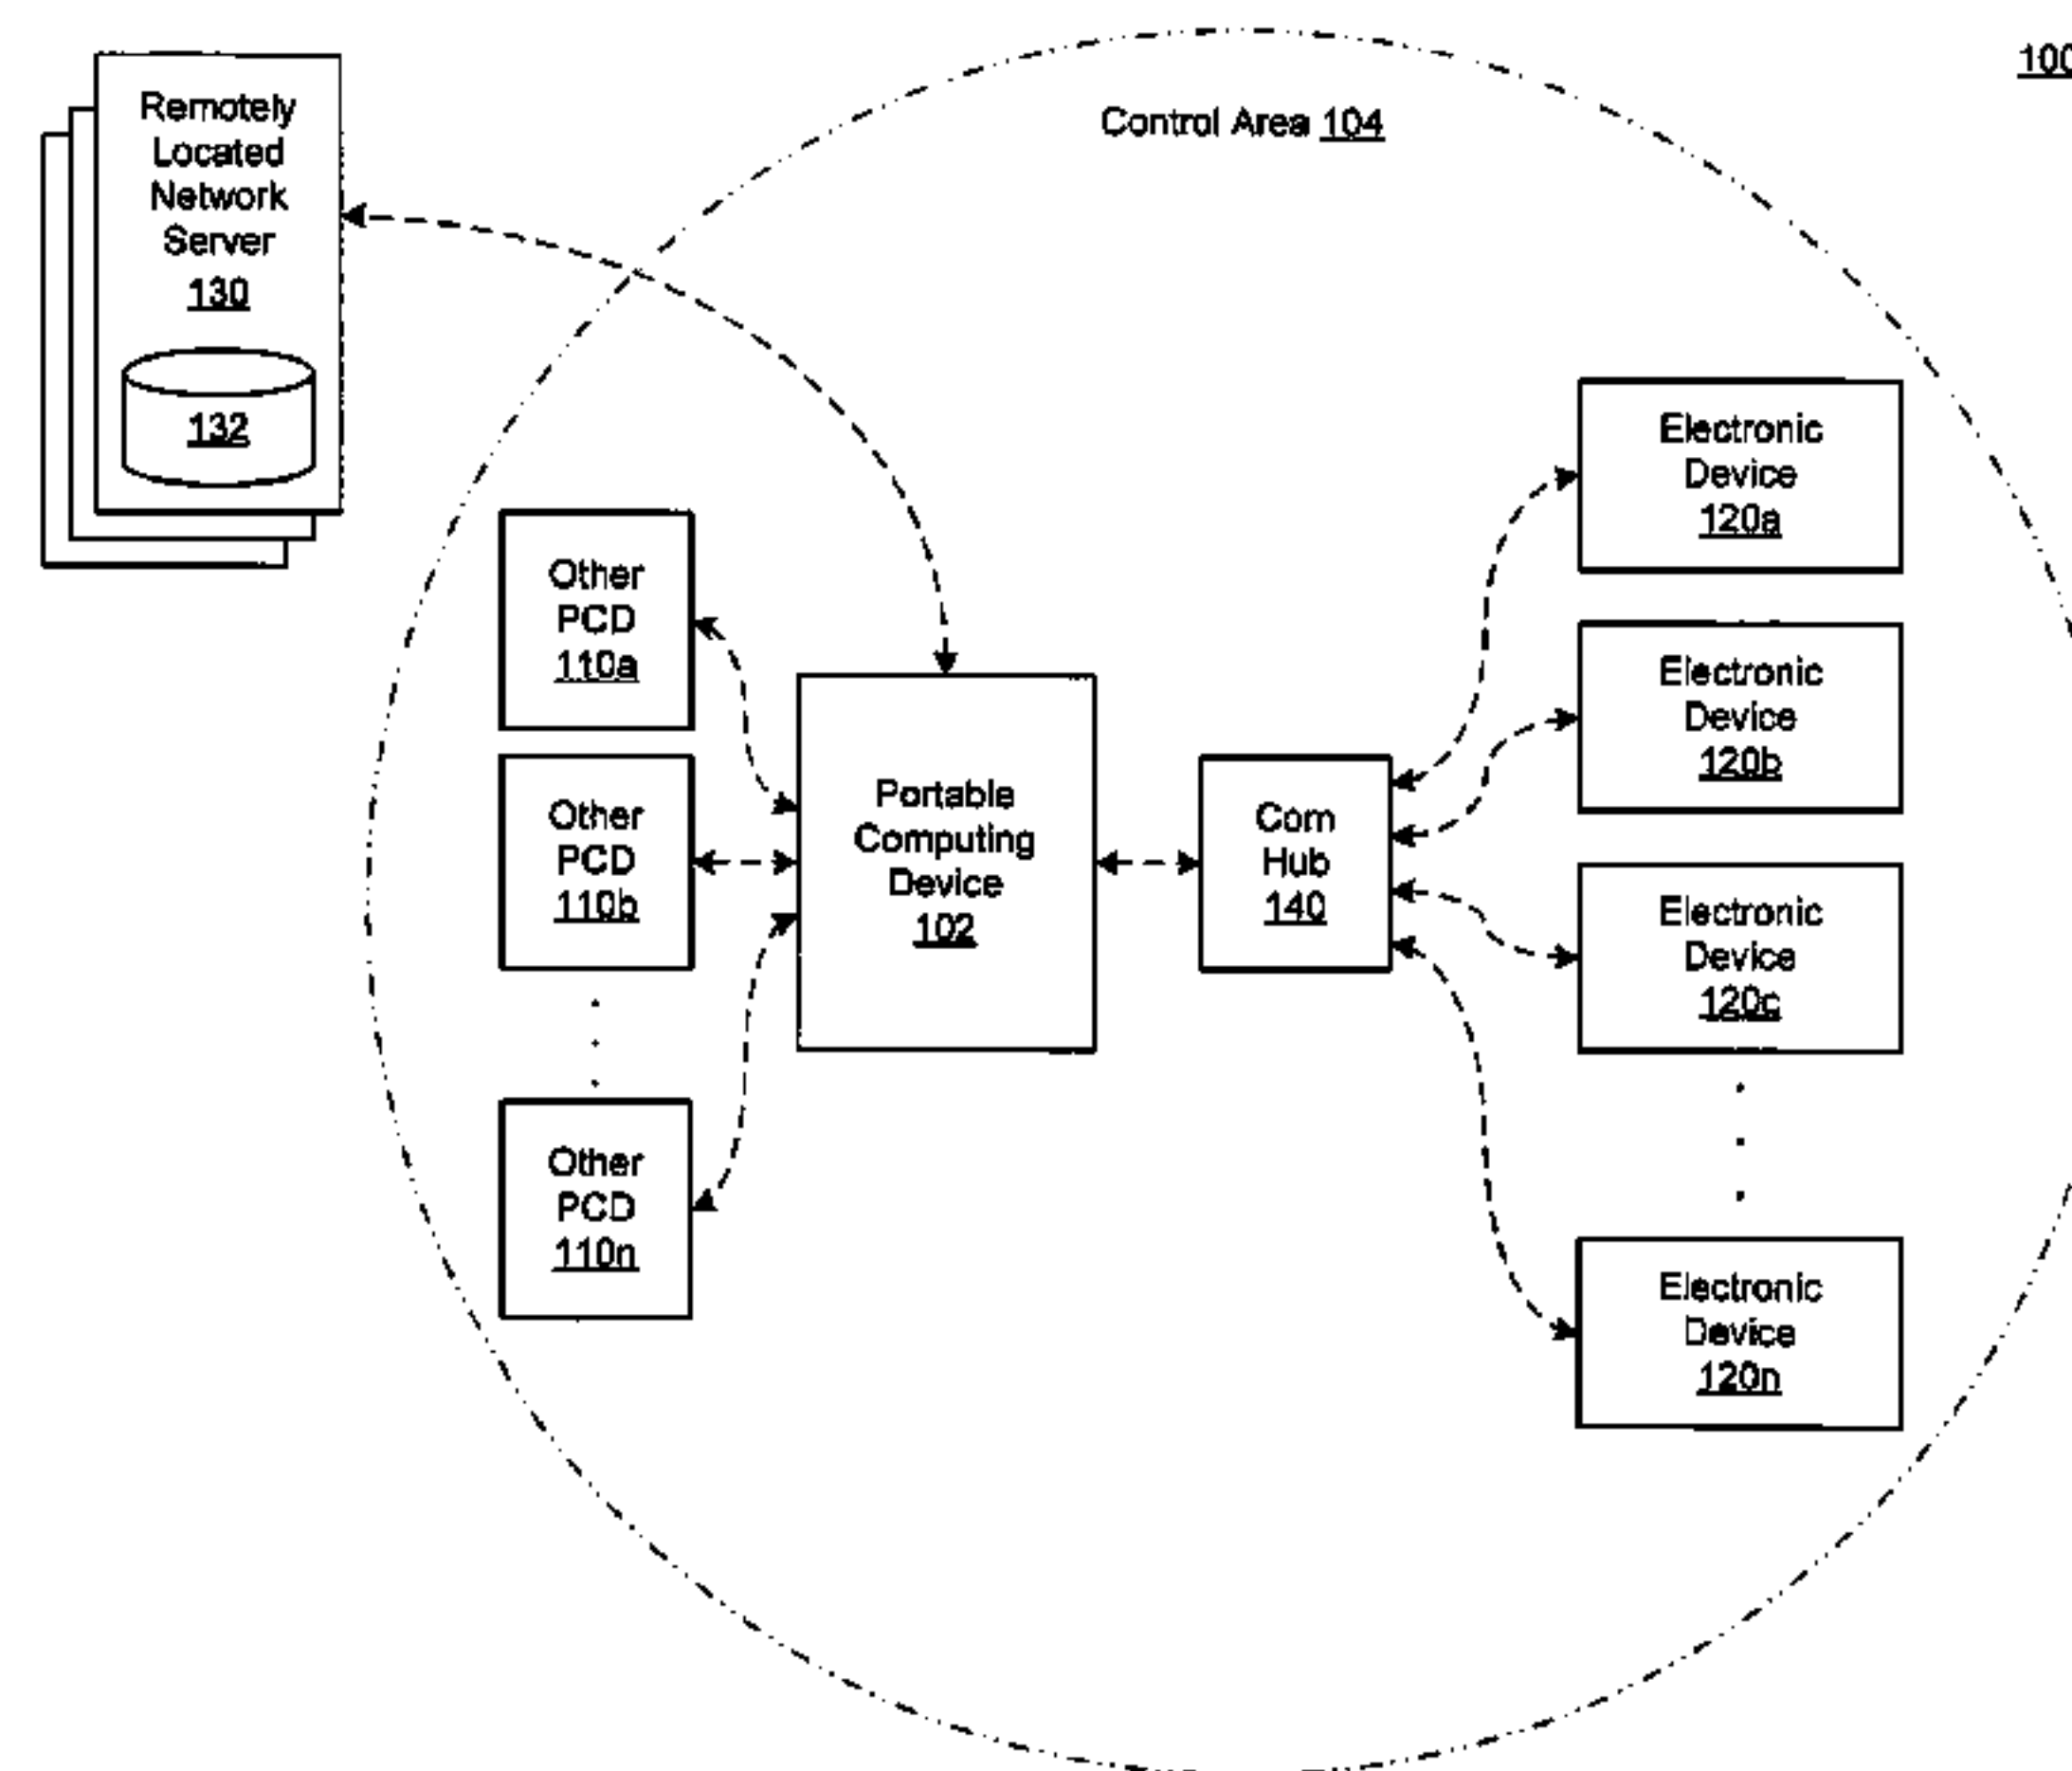 100
Control Area 104
Remotely
Located
Network
Server
130
132
Other
PCD
110a
Other
PCD
110b
Other
PCD
110n
Portable
Computing
Device
102
Com
Hub
140
Electronic
Device
120a
Electronic
Device
120b
Electronic
Device
120c
Electronic
Device
120n